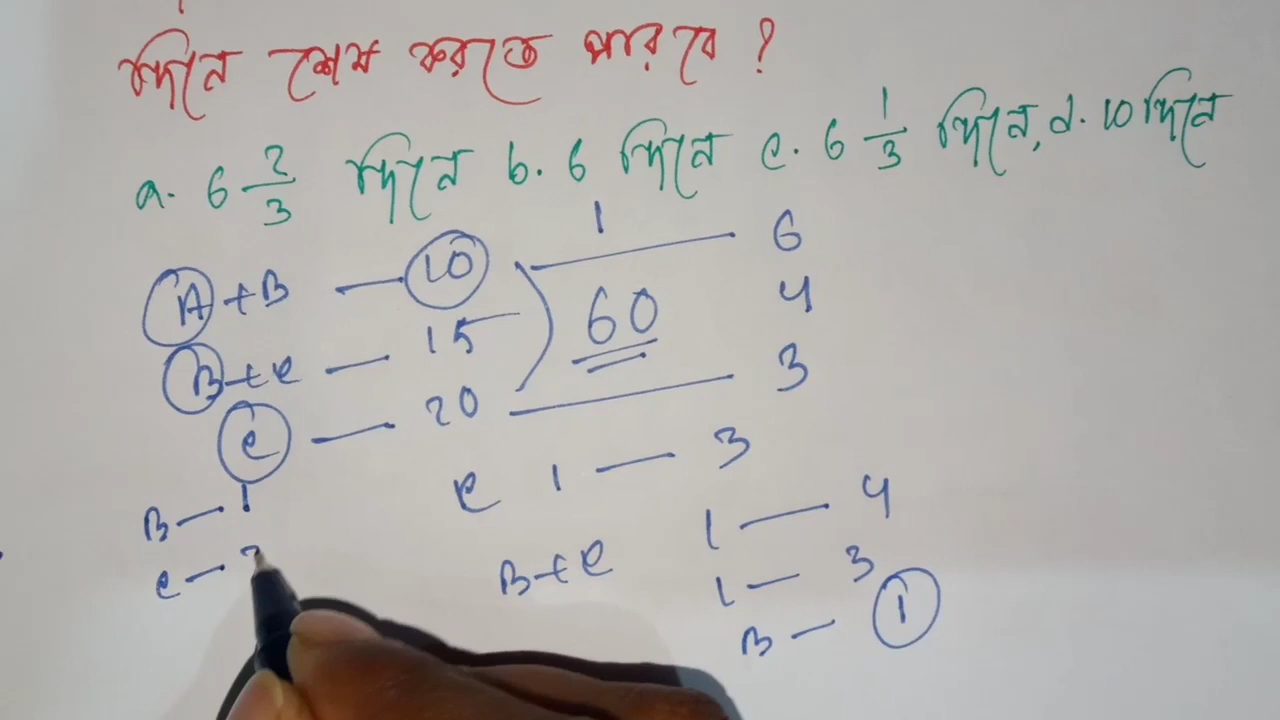 দিনে শেষ করতে পারবে ?
a. 6 2/3 দিনে b. 6 দিনে c. 6 1/3 দিনে, d. 10 দিনে
1
A+B — 10 6
60
B+c — 15 4
c — 20 3
c 1 — 3
B — 1 1 — 4
B+c
c — 1 — 3
B — 1